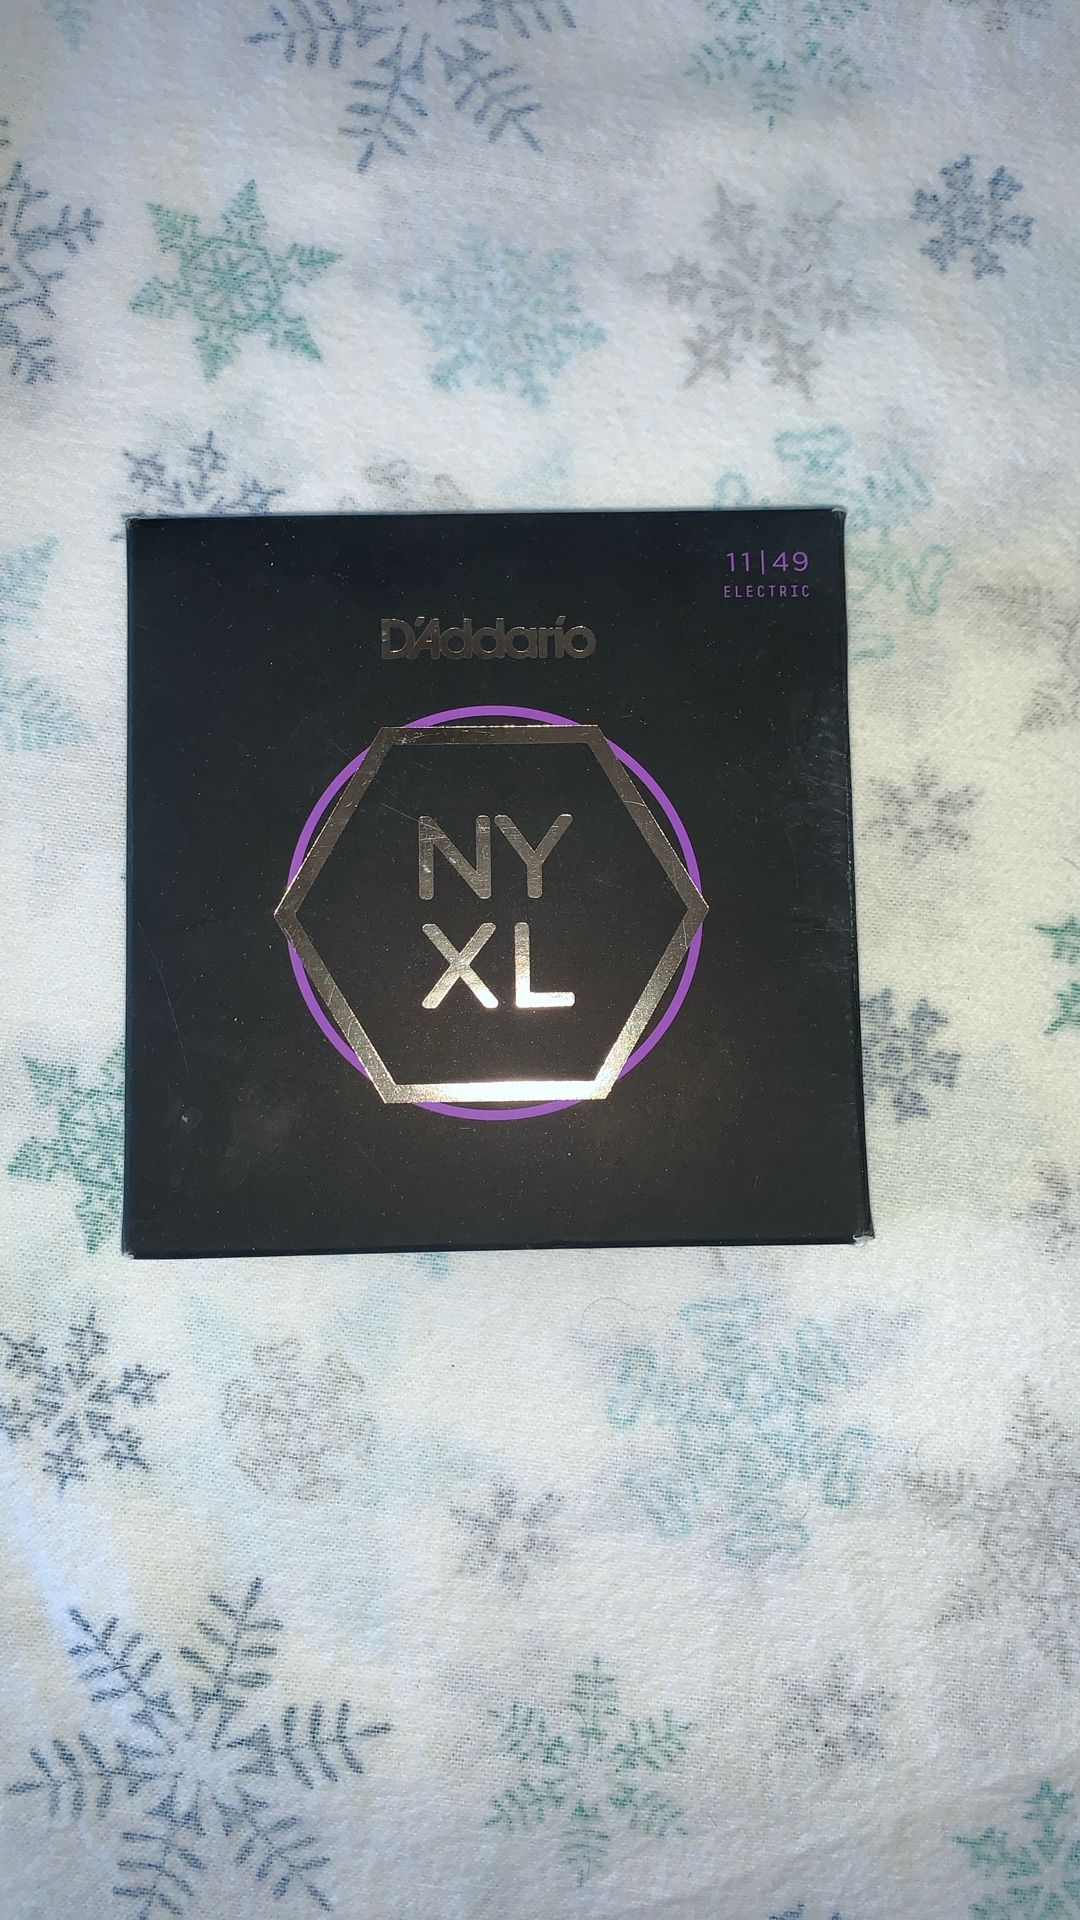 11|49
ELECTRIC
D'Addario
NY
XL